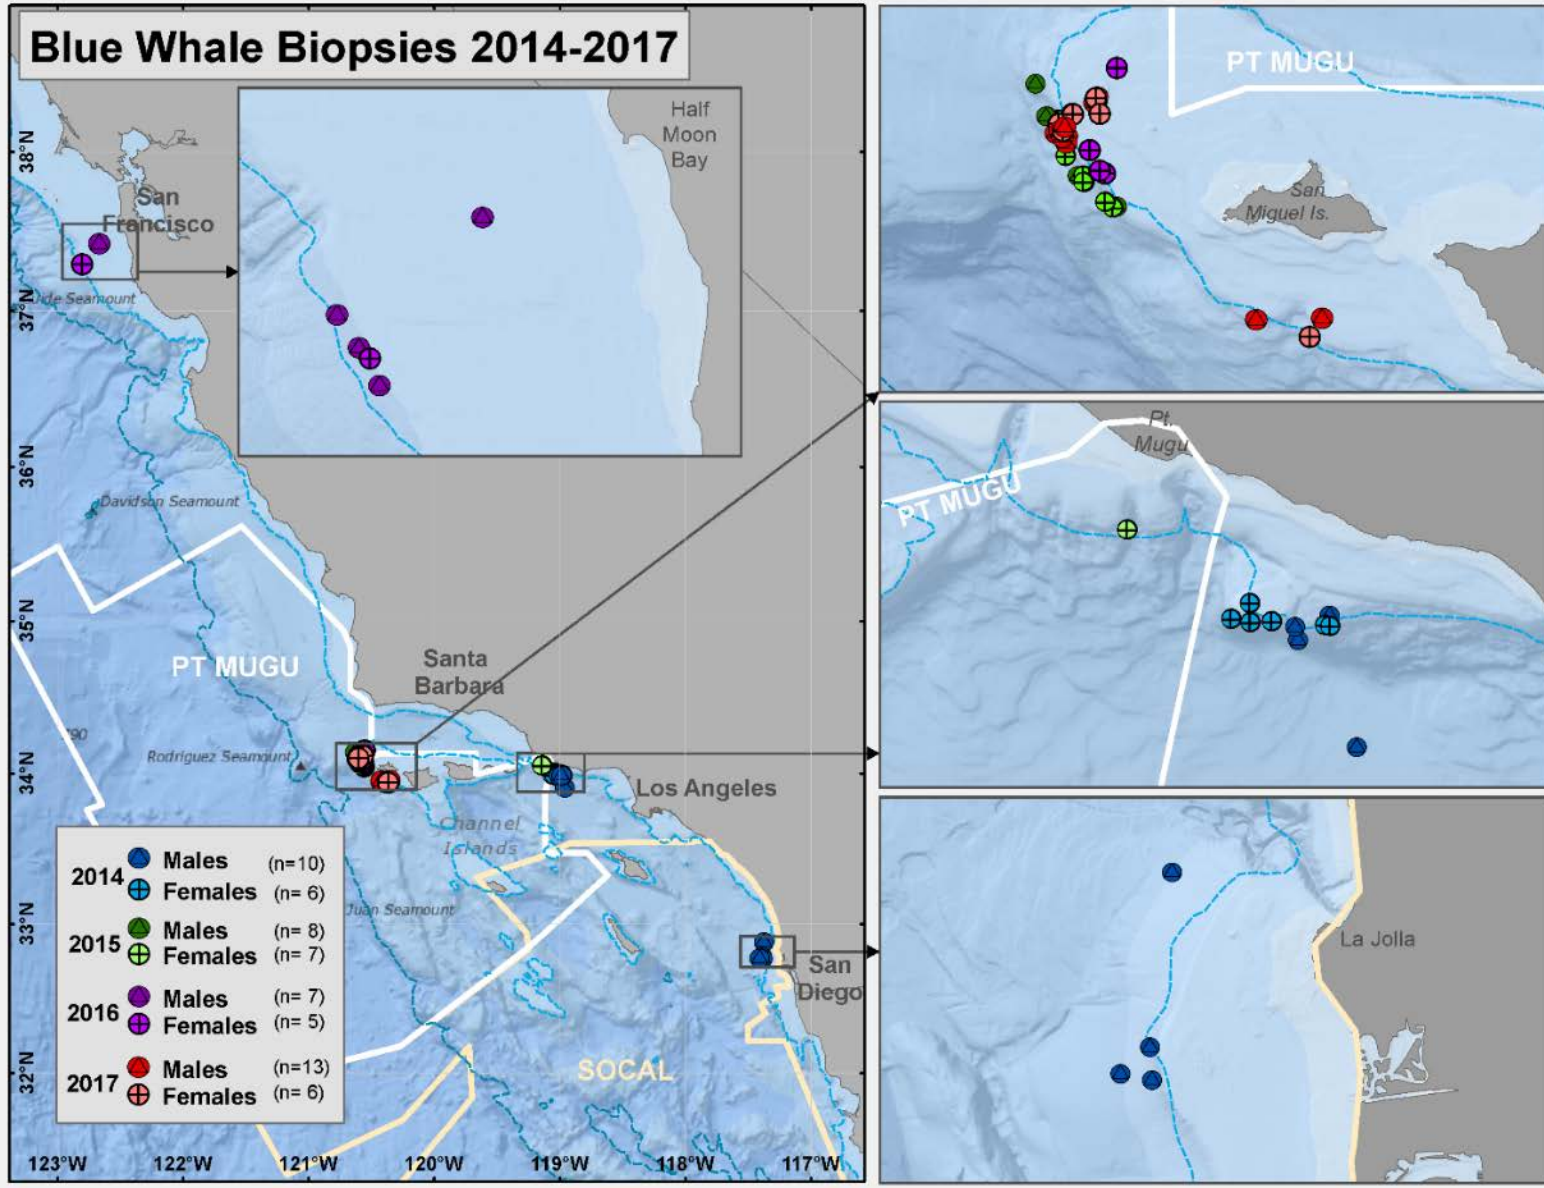 Blue Whale Biopsies 2014-2017
Half
Moon
Bay
38°N
San
Francisco
37°N
36°N
Davidson Seamount
35°N
PT MUGU
Santa
Barbara
Rodriguez Seamount
34°N
Los Angeles
Channel
Islands
2014
Males (n=10)
Females (n= 6)
2015
Males (n= 8)
Females (n= 7)
2016
Males (n= 7)
Females (n= 5)
2017
Males (n=13)
Females (n= 6)
Juan Seamount
33°N
San
Diego
32°N
SOCAL
123°W 122°W 121°W 120°W 119°W 118°W 117°W
PT MUGU
San
Miguel Is.
Pt.
Mugu
PT MUGU
La Jolla